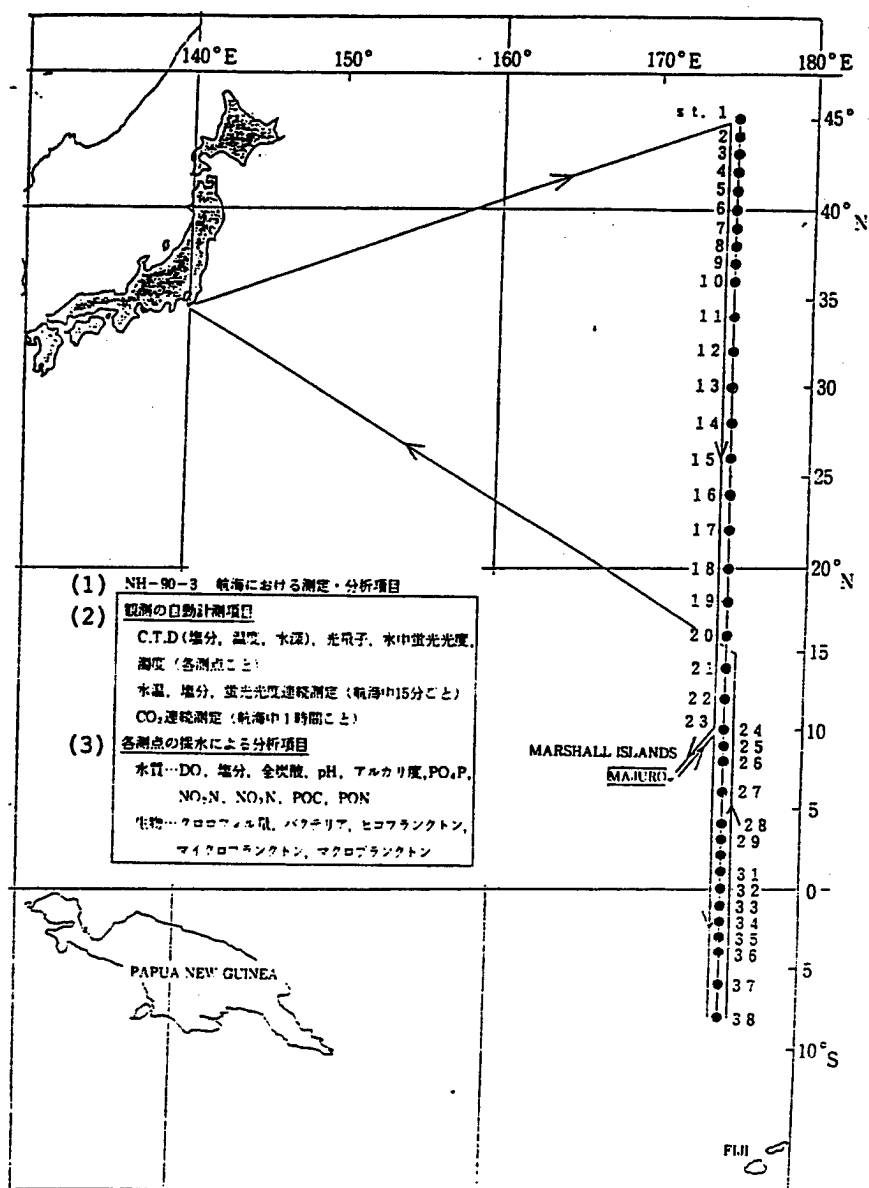 140°E 150° 160° 170°E 180°
st. 1 45°
2
3
4
5
6 40° N
7
8
9
10
11 35
12
13 30
14
15
16 25
17
18 20°N
19
20
21 15
22
23
24 10
25
26
MARSHALL ISLANDS
MAJURO
27
28 5
29
31
32 0
33
34
35
36
37 5
38
10°S
(1) NH-90-3 航海における測定・分析項目
(2) 観測の自動計測項目
C.T.D(塩分, 温度, 水深), 光量子, 水中蛍光光度,
濁度 (各測点ごと)
水温, 塩分, 蛍光光度連続測定 (航海中15分ごと)
CO₂連続測定 (航海中1時間ごと)
(3) 各測点の採水による分析項目
水質…DO, 塩分, 全炭酸, pH, アルカリ度, PO₄P,
NO₂N, NO₃N, POC, PON
生物…クロロフィル量, バクテリア, ピコプランクトン,
マイクロプランクトン, マクロプランクトン
PAPUA NEW GUINEA
FIJI